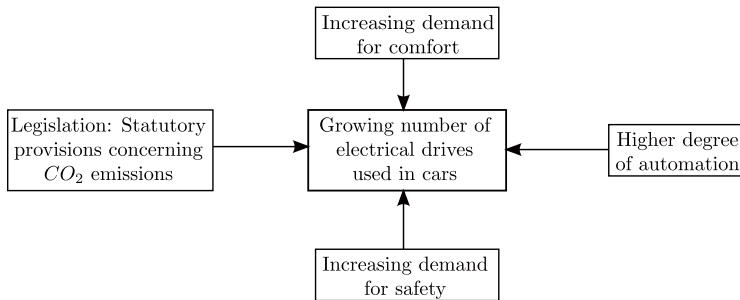 Increasing demand
for comfort
Legislation: Statutory
provisions concerning
CO₂ emissions
Growing number of
electrical drives
used in cars
Higher degree
of automation
Increasing demand
for safety